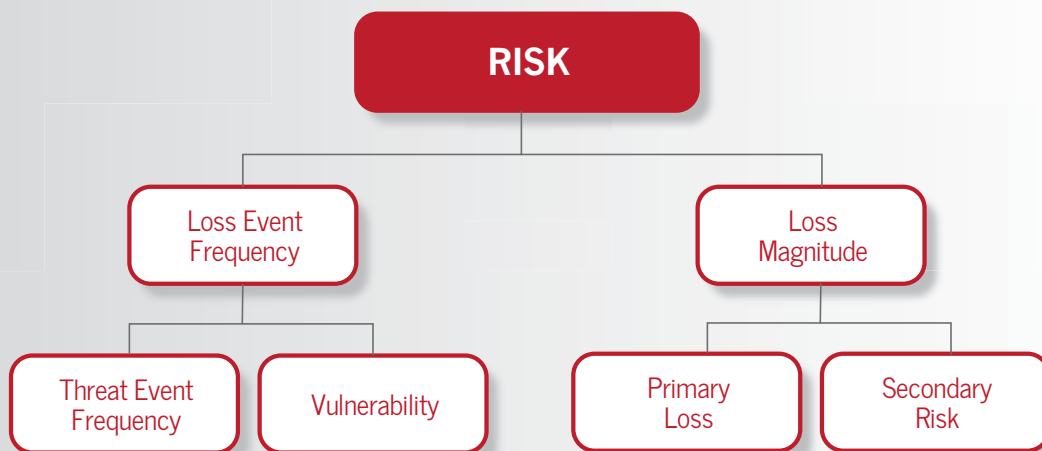 RISK
Loss Event
Frequency
Loss
Magnitude
Threat Event
Frequency
Vulnerability
Primary
Loss
Secondary
Risk